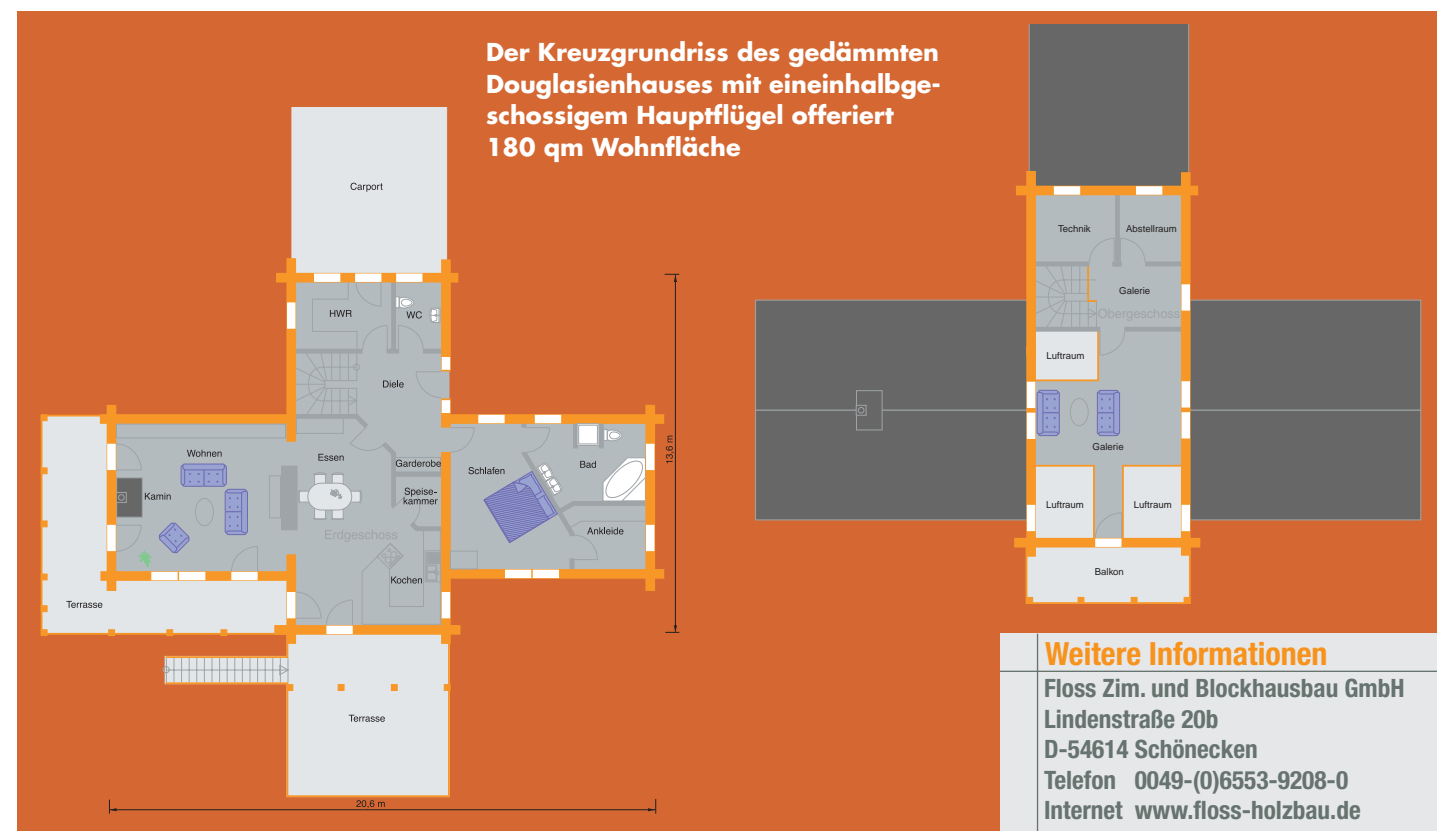 Der Kreuzgrundriss des gedämmten
Douglasienhauses mit eineinhalbge-
schossigem Hauptflügel offeriert
180 qm Wohnfläche
Carport
HWR
WC
Diele
Wohnen
Essen
Garderobe
Schlafen
Bad
Kamin
Speise-
kammer
Erdgeschoss
Ankleide
Kochen
Terrasse
Terrasse
13,6 m
20,6 m
Technik
Abstellraum
Galerie
Obergeschoss
Luftraum
Galerie
Luftraum
Luftraum
Balkon
Weitere Informationen
Floss Zim. und Blockhausbau GmbH
Lindenstraße 20b
D-54614 Schönecken
Telefon 0049-(0)6553-9208-0
Internet www.floss-holzbau.de